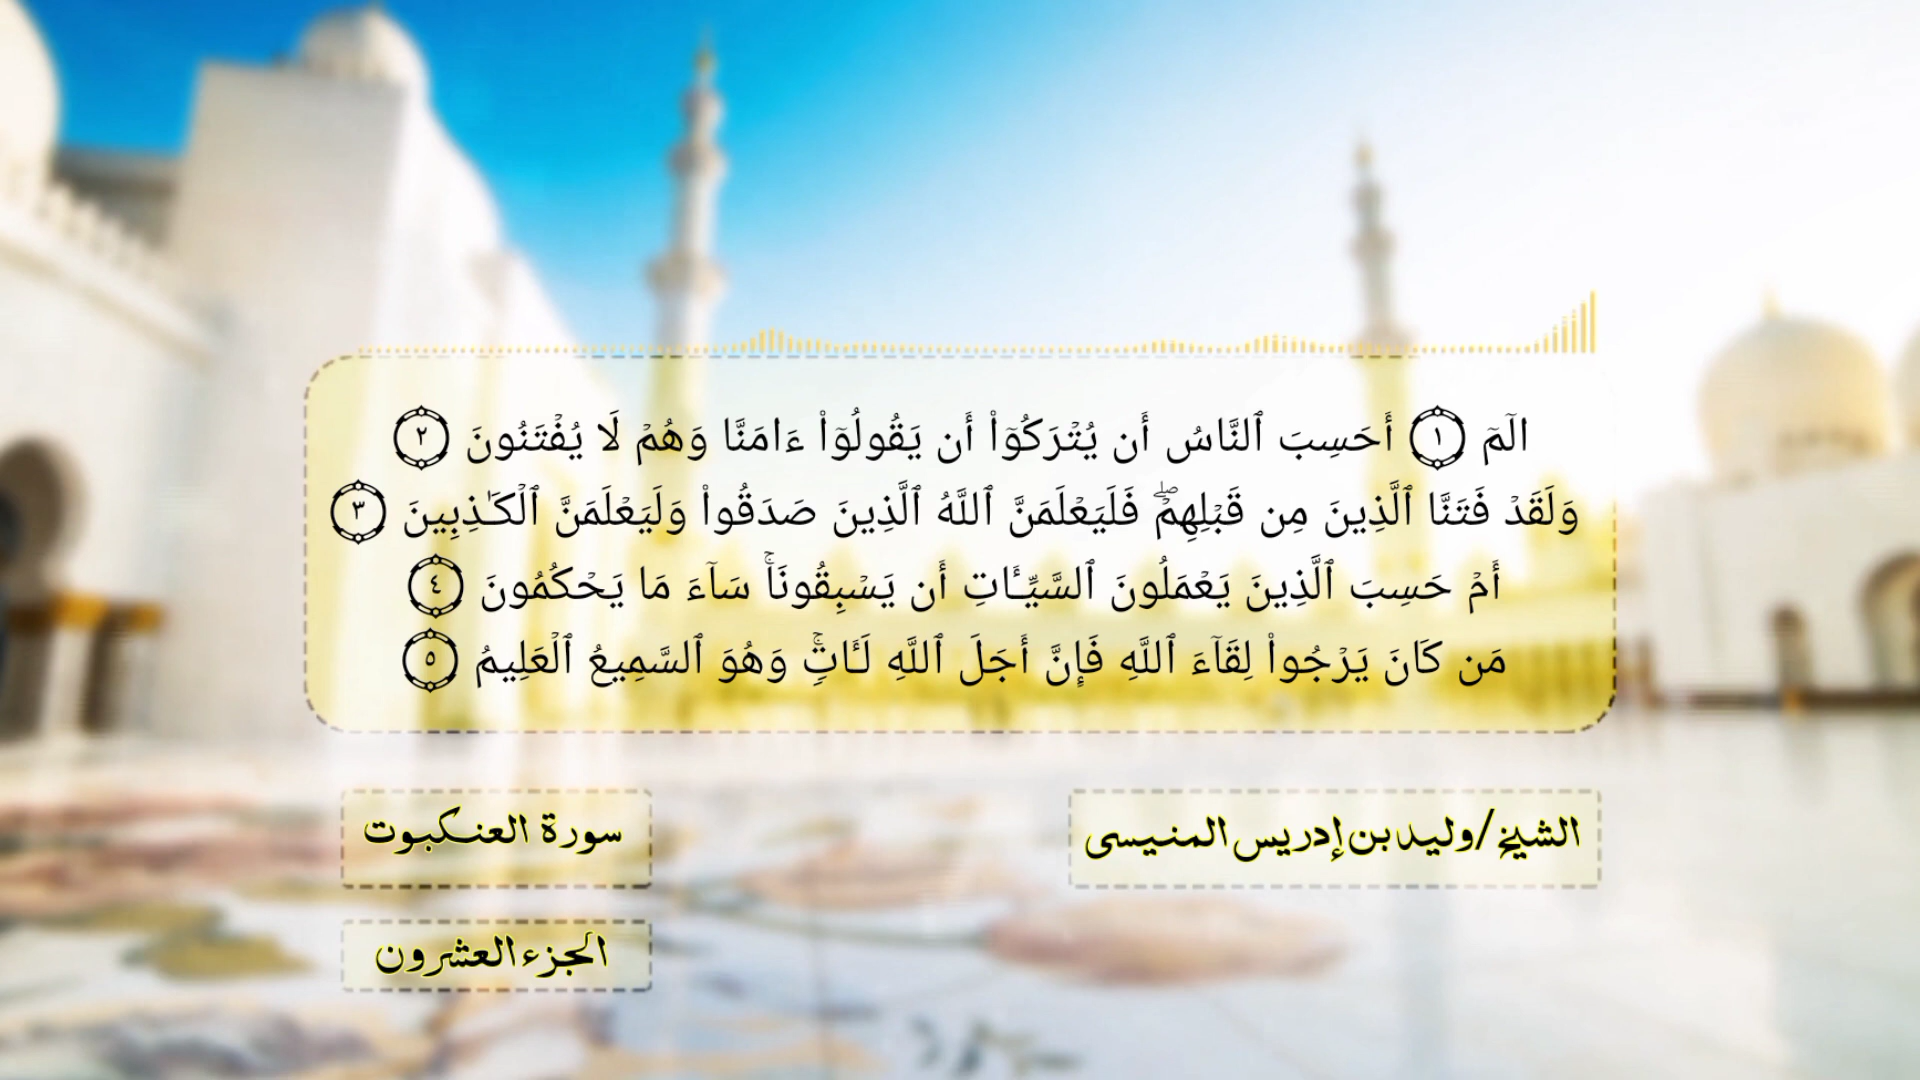 الٓمٓ ١ أَحَسِبَ ٱلنَّاسُ أَن يُتْرَكُوٓا۟ أَن يَقُولُوٓا۟ ءَامَنَّا وَهُمْ لَا يُفْتَنُونَ ٢
وَلَقَدْ فَتَنَّا ٱلَّذِينَ مِن قَبْلِهِمْ ۖ فَلَيَعْلَمَنَّ ٱللَّهُ ٱلَّذِينَ صَدَقُوا۟ وَلَيَعْلَمَنَّ ٱلْكَـٰذِبِينَ ٣
أَمْ حَسِبَ ٱلَّذِينَ يَعْمَلُونَ ٱلسَّيِّـَٔاتِ أَن يَسْبِقُونَا ۚ سَآءَ مَا يَحْكُمُونَ ٤
مَن كَانَ يَرْجُوا۟ لِقَآءَ ٱللَّهِ فَإِنَّ أَجَلَ ٱللَّهِ لَـَٔاتٍ ۚ وَهُوَ ٱلسَّمِيعُ ٱلْعَلِيمُ ٥
الشيخ/وليد بن إدريس المنيسى
سورة العنكبوت
الجزء العشرون